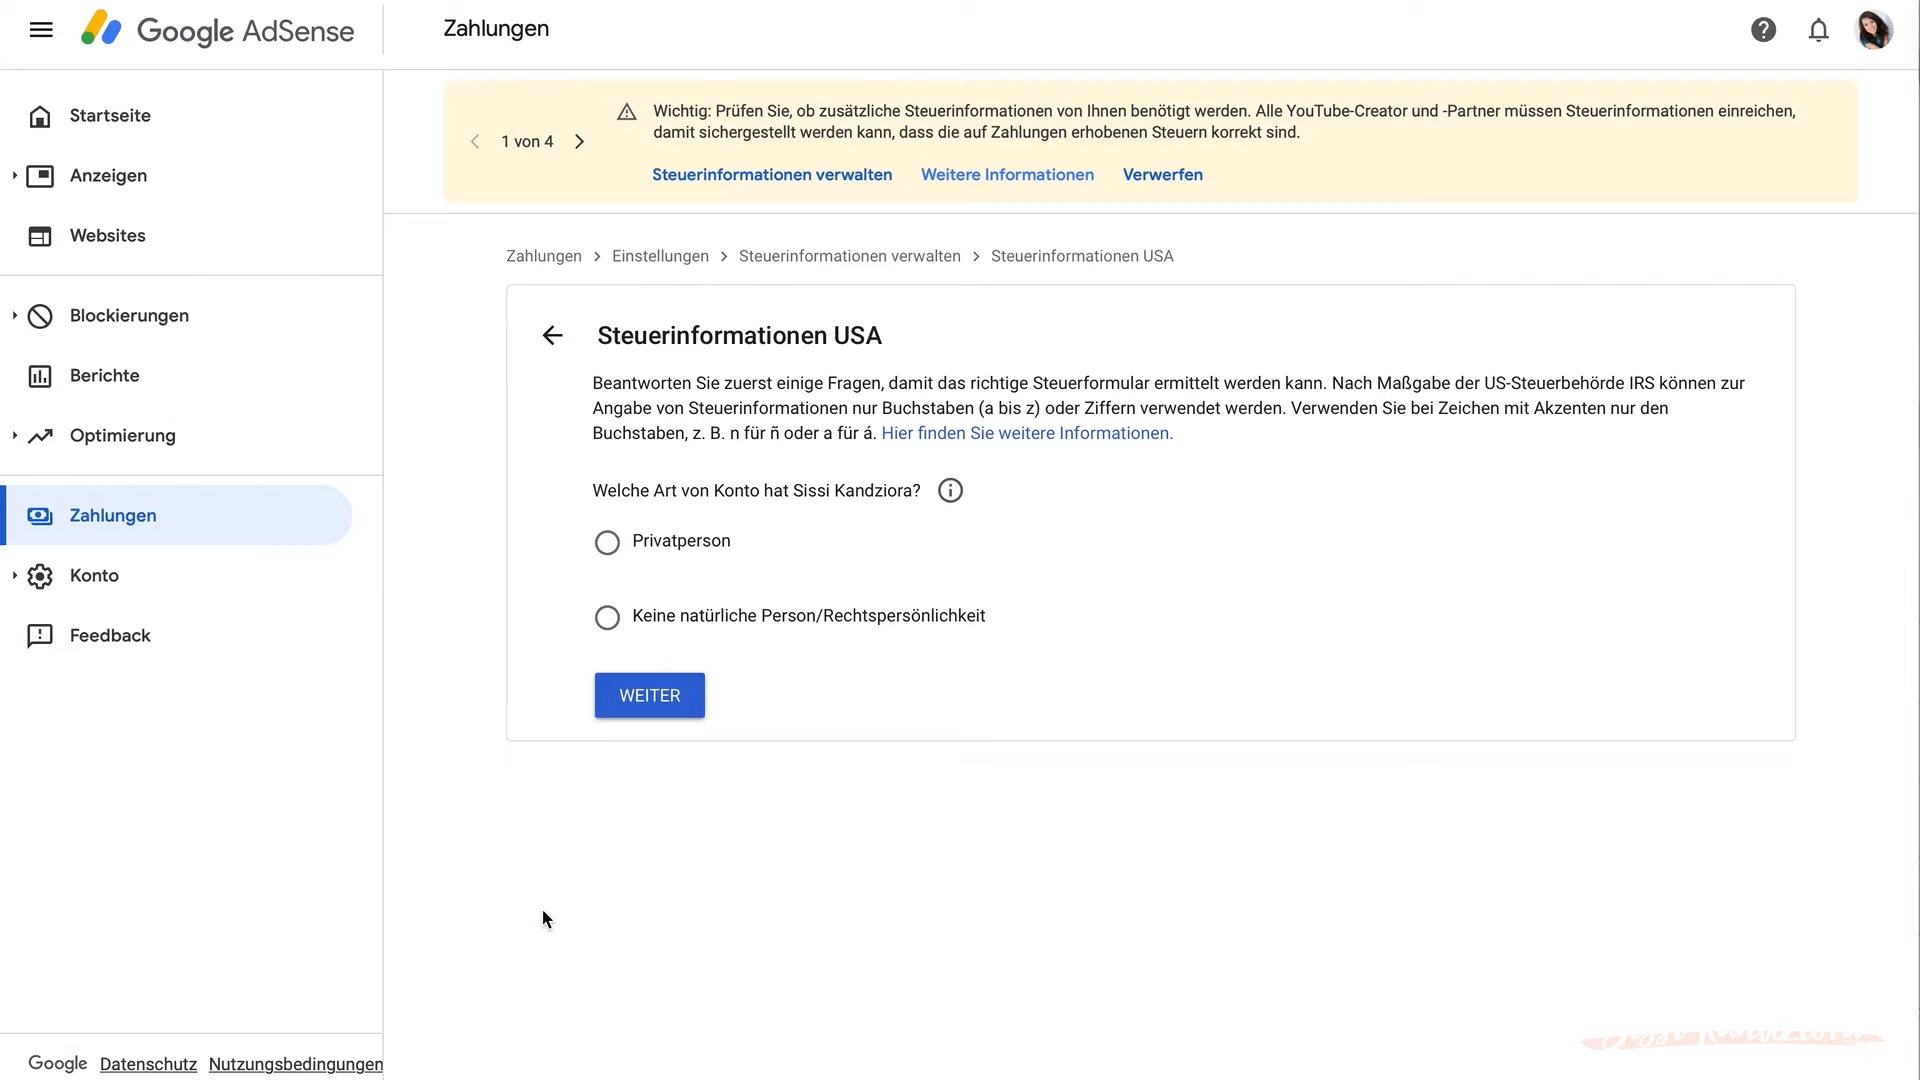 Google AdSense
Zahlungen
Startseite
Anzeigen
Websites
Blockierungen
Berichte
Optimierung
Zahlungen
Konto
Feedback
1 von 4
Wichtig: Prüfen Sie, ob zusätzliche Steuerinformationen von Ihnen benötigt werden. Alle YouTube-Creator und -Partner müssen Steuerinformationen einreichen,
damit sichergestellt werden kann, dass die auf Zahlungen erhobenen Steuern korrekt sind.
Steuerinformationen verwalten Weitere Informationen Verwerfen
Zahlungen > Einstellungen > Steuerinformationen verwalten > Steuerinformationen USA
Steuerinformationen USA
Beantworten Sie zuerst einige Fragen, damit das richtige Steuerformular ermittelt werden kann. Nach Maßgabe der US-Steuerbehörde IRS können zur
Angabe von Steuerinformationen nur Buchstaben (a bis z) oder Ziffern verwendet werden. Verwenden Sie bei Zeichen mit Akzenten nur den
Buchstaben, z. B. n für ñ oder a für á. Hier finden Sie weitere Informationen.
Welche Art von Konto hat Sissi Kandziora?
Privatperson
Keine natürliche Person/Rechtspersönlichkeit
WEITER
Google Datenschutz Nutzungsbedingungen